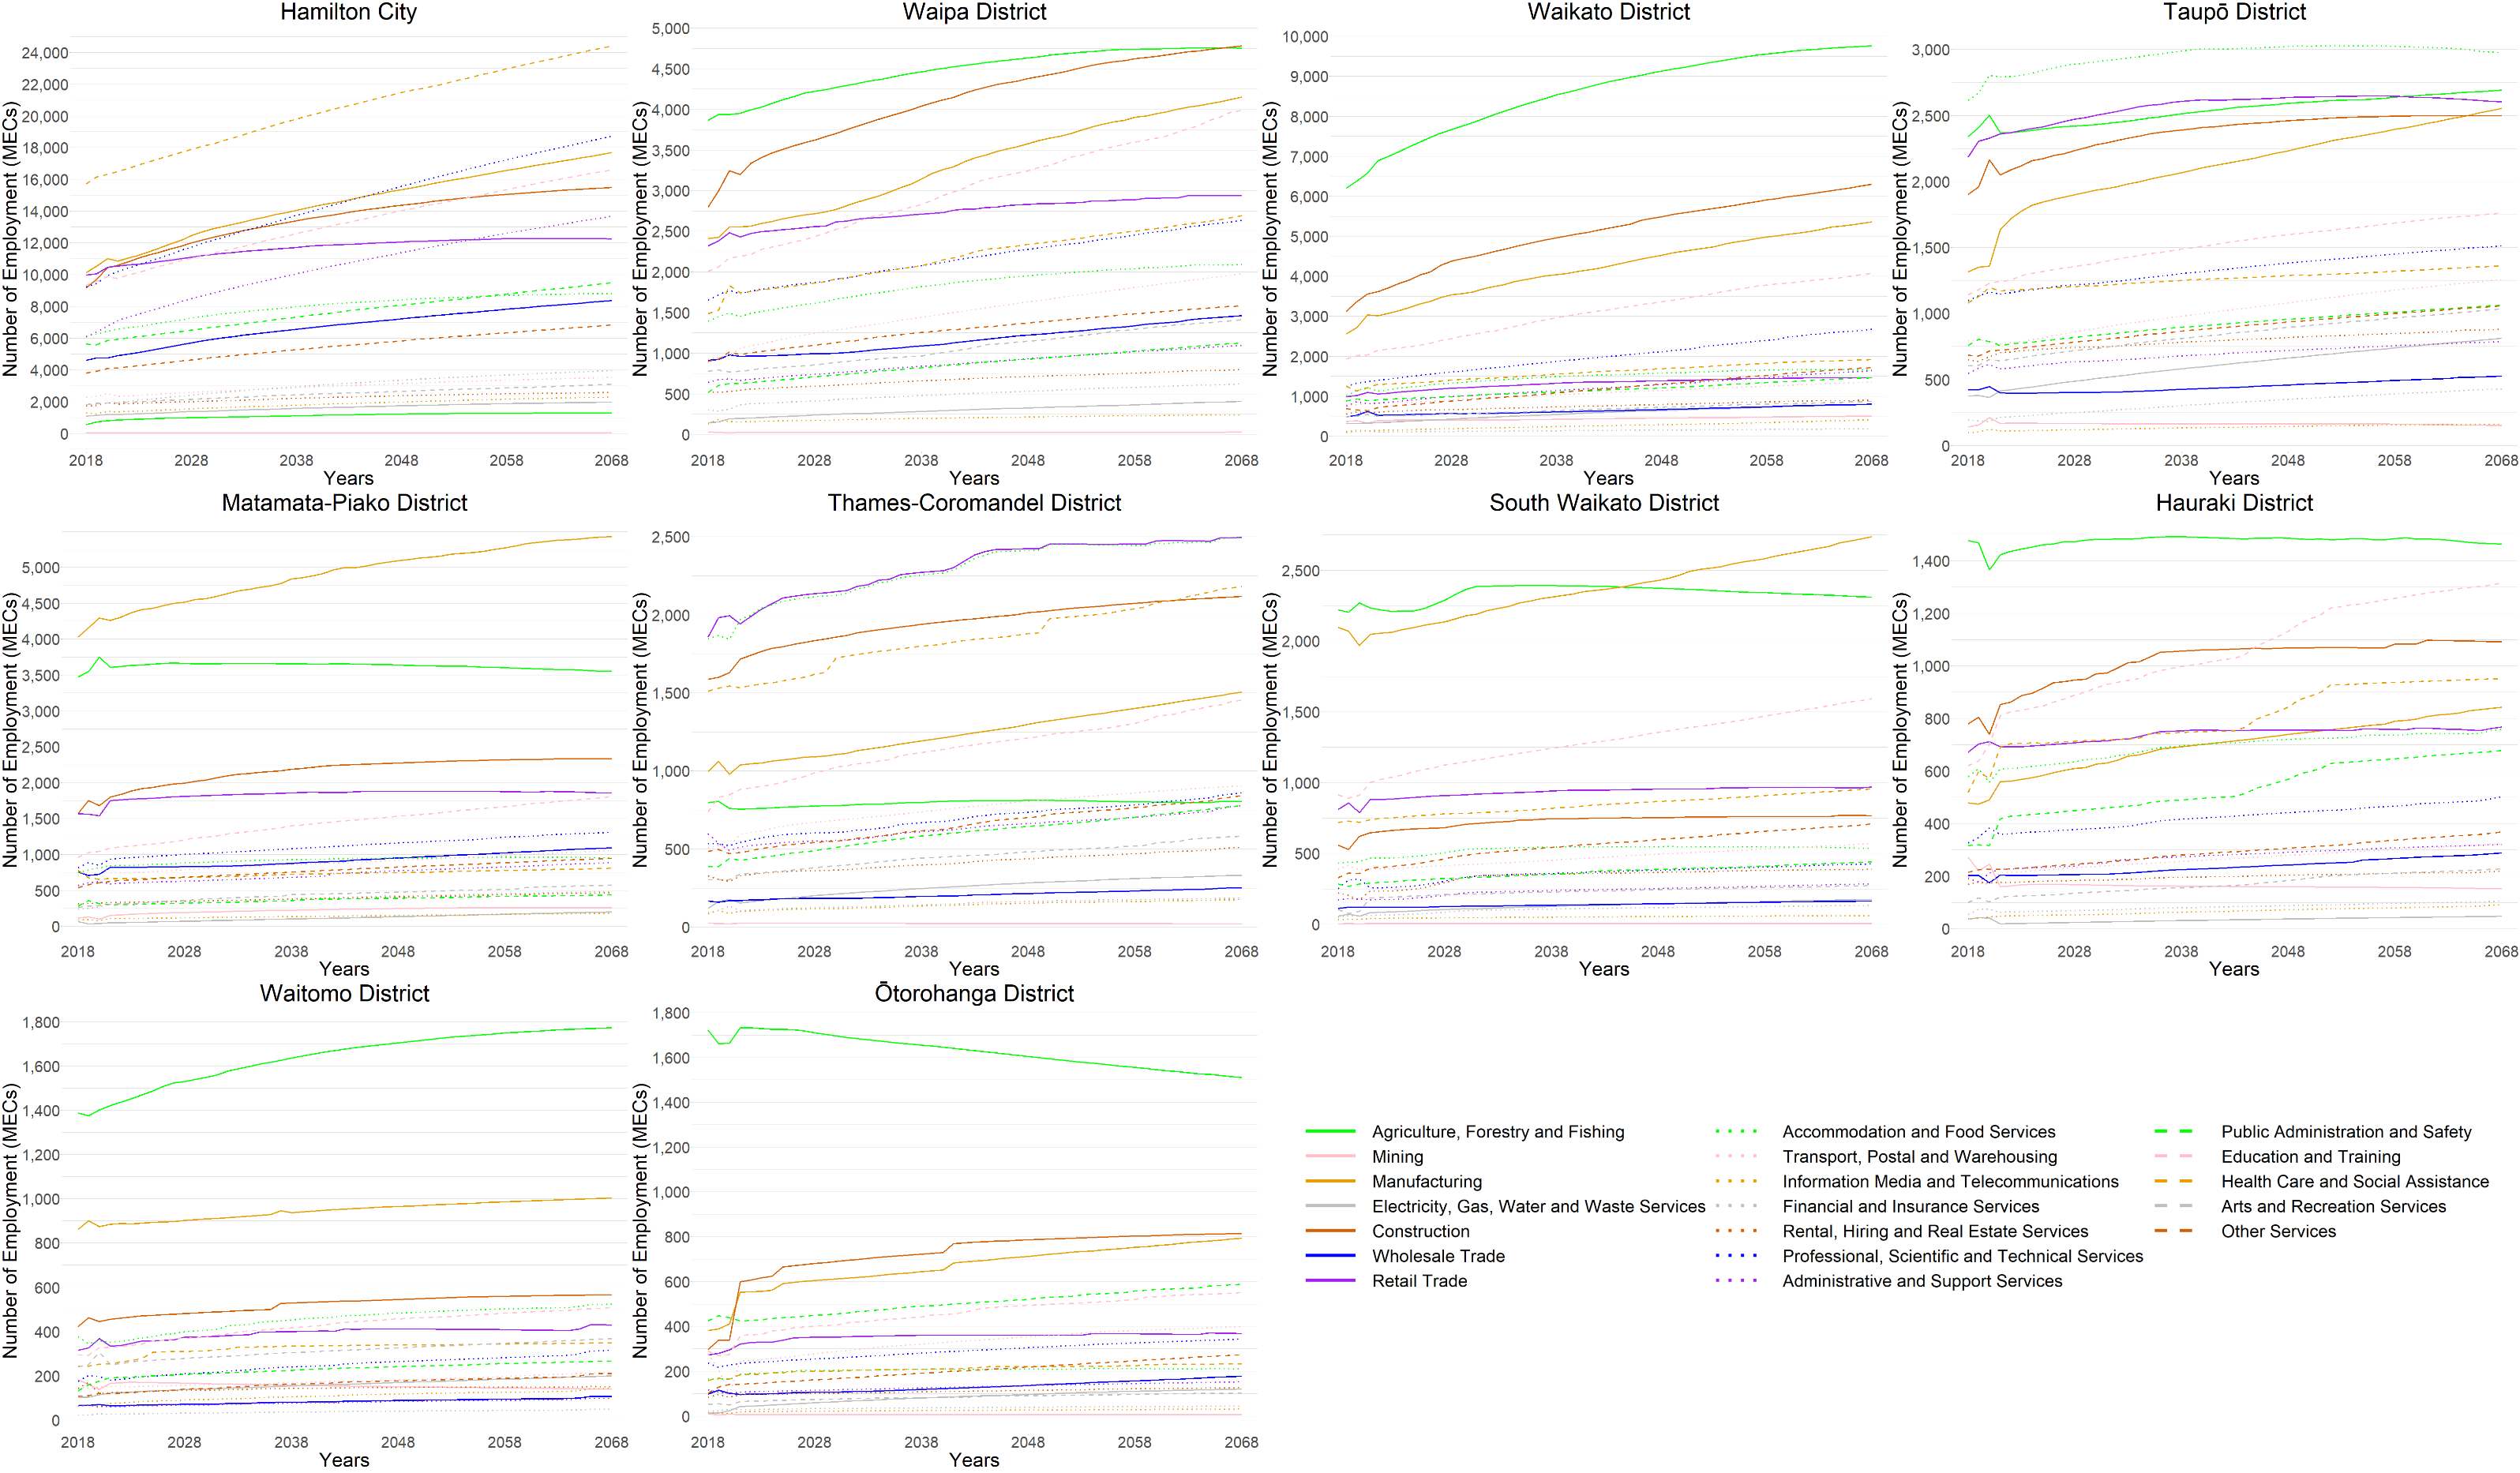 Hamilton City
Number of Employment (MECs)
24,000
22,000
20,000
18,000
16,000
14,000
12,000
10,000
8,000
6,000
4,000
2,000
0
2018 2028 2038 2048 2058 2068
Years
Waipa District
Number of Employment (MECs)
5,000
4,500
4,000
3,500
3,000
2,500
2,000
1,500
1,000
500
0
2018 2028 2038 2048 2058 2068
Years
Waikato District
Number of Employment (MECs)
10,000
9,000
8,000
7,000
6,000
5,000
4,000
3,000
2,000
1,000
0
2018 2028 2038 2048 2058 2068
Years
Taupō District
Number of Employment (MECs)
3,000
2,500
2,000
1,500
1,000
500
0
2018 2028 2038 2048 2058 2068
Years
Matamata-Piako District
Number of Employment (MECs)
5,000
4,500
4,000
3,500
3,000
2,500
2,000
1,500
1,000
500
0
2018 2028 2038 2048 2058 2068
Years
Thames-Coromandel District
Number of Employment (MECs)
2,500
2,000
1,500
1,000
500
0
2018 2028 2038 2048 2058 2068
Years
South Waikato District
Number of Employment (MECs)
2,500
2,000
1,500
1,000
500
0
2018 2028 2038 2048 2058 2068
Years
Hauraki District
Number of Employment (MECs)
1,400
1,200
1,000
800
600
400
200
0
2018 2028 2038 2048 2058 2068
Years
Waitomo District
Number of Employment (MECs)
1,800
1,600
1,400
1,200
1,000
800
600
400
200
0
2018 2028 2038 2048 2058 2068
Years
Ōtorohanga District
Number of Employment (MECs)
1,800
1,600
1,400
1,200
1,000
800
600
400
200
0
2018 2028 2038 2048 2058 2068
Years
Agriculture, Forestry and Fishing
Mining
Manufacturing
Electricity, Gas, Water and Waste Services
Construction
Wholesale Trade
Retail Trade
Accommodation and Food Services
Transport, Postal and Warehousing
Information Media and Telecommunications
Financial and Insurance Services
Rental, Hiring and Real Estate Services
Professional, Scientific and Technical Services
Administrative and Support Services
Public Administration and Safety
Education and Training
Health Care and Social Assistance
Arts and Recreation Services
Other Services